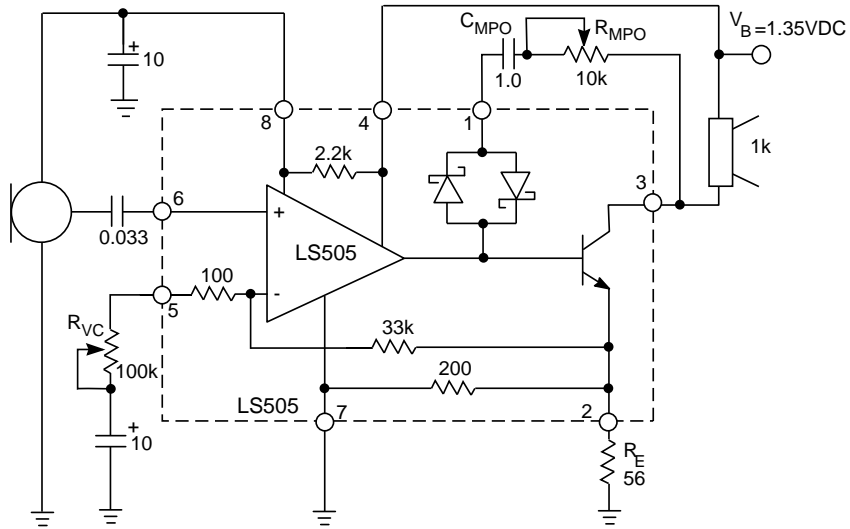 C_MPO
R_MPO
V_B=1.35VDC
+
10
1.0
10k
8
4
1
1k
2.2k
3
6
+
0.033
LS505
100
-
5
R_VC
33k
100k
200
LS505
7
2
+
10
R_E
56